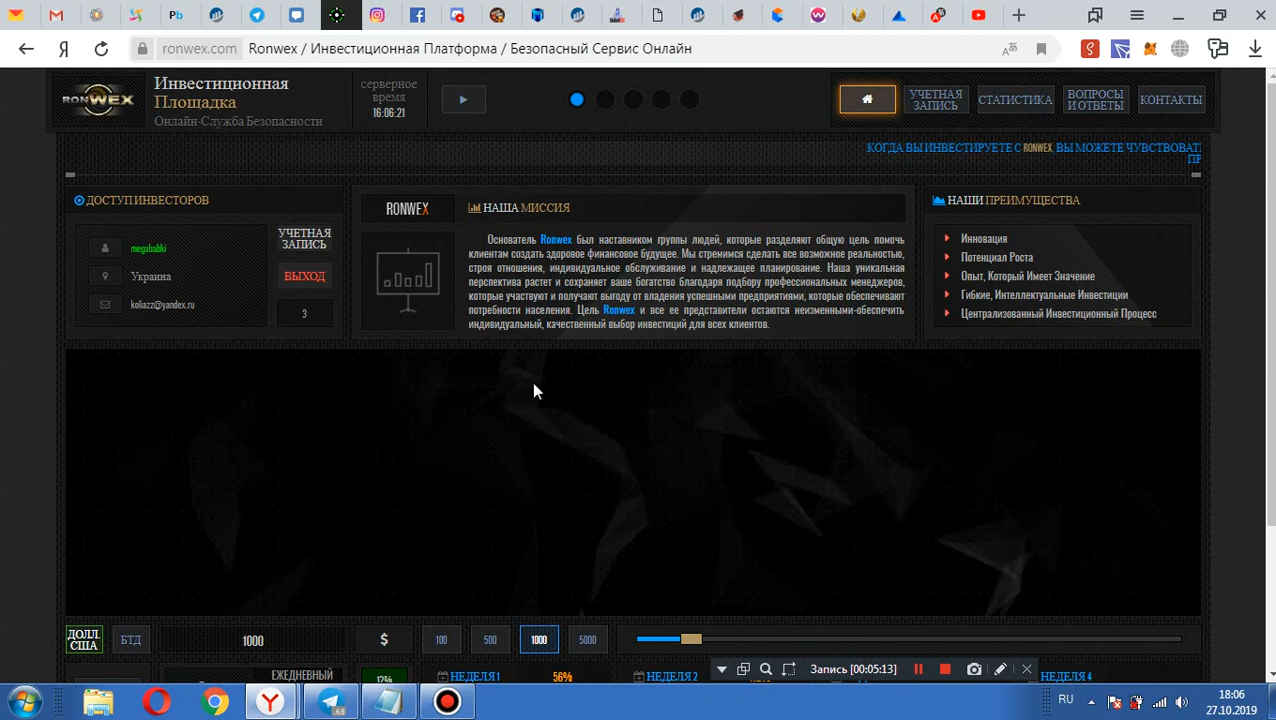 ronwex.com Ronwex / Инвестиционная Платформа / Безопасный Сервис Онлайн
RONWEX
Инвестиционная
Площадка
Онлайн-Служба Безопасности
серверное
время
16:06:21
УЧЕТНАЯ
ЗАПИСЬ
СТАТИСТИКА
ВОПРОСЫ
И ОТВЕТЫ
КОНТАКТЫ
КОГДА ВЫ ИНВЕСТИРУЕТЕ С RONWEX, ВЫ МОЖЕТЕ ЧУВСТВОВАТ
ПР
ДОСТУП ИНВЕСТОРОВ
megababki
Украина
koliazz@yandex.ru
УЧЕТНАЯ
ЗАПИСЬ
ВЫХОД
3
RONWEX
НАША МИССИЯ
Основатель Ronwex был наставником группы людей, которые разделяют общую цель помочь
клиентам создать здоровое финансовое будущее. Мы стремимся сделать все возможное реальностью,
строя отношения, индивидуальное обслуживание и надлежащее планирование. Наша уникальная
перспектива растет и сохраняет ваше богатство благодаря подбору профессиональных менеджеров,
которые участвуют и получают выгоду от владения успешными предприятиями, которые обеспечивают
потребности населения. Цель Ronwex и все ее представители остаются неизменными-обеспечить
индивидуальный, качественный выбор инвестиций для всех клиентов.
НАШИ ПРЕИМУЩЕСТВА
Инновация
Потенциал Роста
Опыт, Который Имеет Значение
Гибкие, Интеллектуальные Инвестиции
Централизованный Инвестиционный Процесс
ДОЛЛ.
США
БТД
1000
$
100
500
1000
5000
ЕЖЕДНЕВНЫЙ
12%
НЕДЕЛЯ 1
56%
НЕДЕЛЯ 2
НЕДЕЛЯ 4
Запись [00:05:13]
68
RU
18:06
27.10.2019